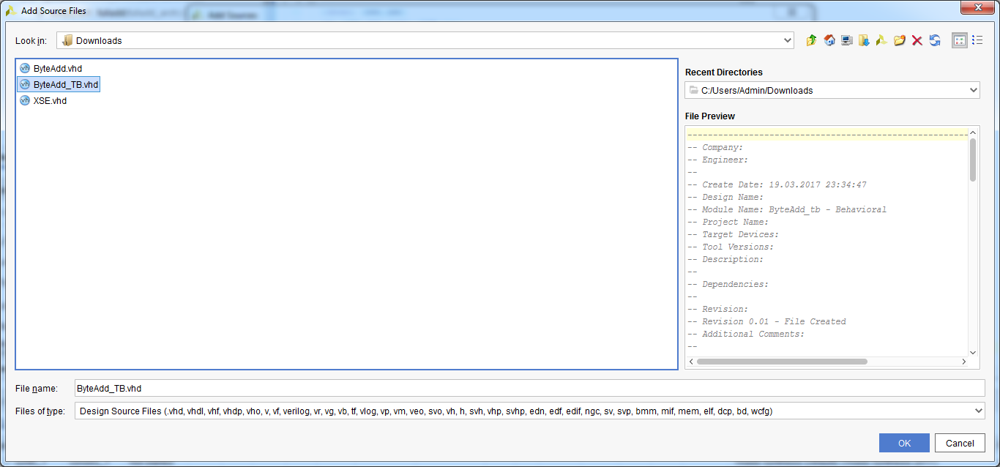 Add Source Files
Add Sources
Look in:
Downloads
ByteAdd.vhd
ByteAdd_TB.vhd
XSE.vhd
Recent Directories
C:/Users/Admin/Downloads
File Preview
--------------------------------------------------------
-- Company:
-- Engineer:
--
-- Create Date: 19.03.2017 23:34:47
-- Design Name:
-- Module Name: ByteAdd_tb - Behavioral
-- Project Name:
-- Target Devices:
-- Tool Versions:
-- Description:
--
-- Dependencies:
--
-- Revision:
-- Revision 0.01 - File Created
-- Additional Comments:
--
File name: ByteAdd_TB.vhd
Files of type: Design Source Files (.vhd, vhdl, vhf, vhdp, vho, v, vf, verilog, vr, vg, vb, tf, vlog, vp, vm, veo, svo, vh, h, svh, vhp, svhp, edn, edf, edif, ngc, sv, svp, bmm, mif, mem, elf, dcp, bd, wcfg)
OK
Cancel